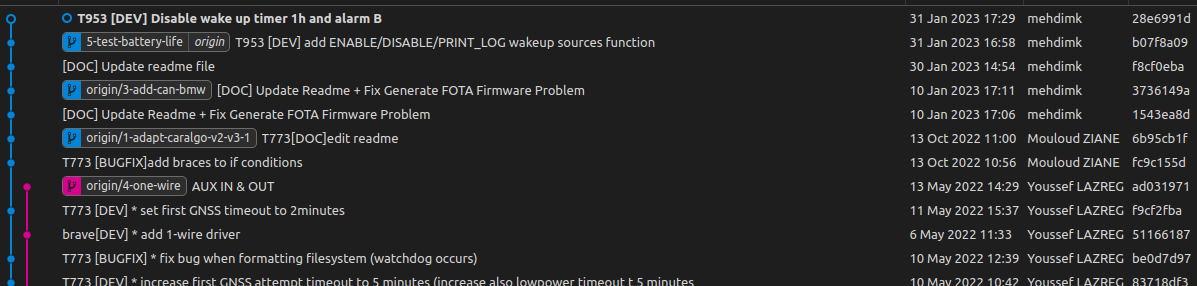 T953 [DEV] Disable wake up timer 1h and alarm B 31 Jan 2023 17:29 mehdimk 28e6991d
5-test-battery-life origin T953 [DEV] add ENABLE/DISABLE/PRINT_LOG wakeup sources function 31 Jan 2023 16:58 mehdimk b07f8a09
[DOC] Update readme file 30 Jan 2023 14:54 mehdimk f8cf0eba
origin/3-add-can-bmw [DOC] Update Readme + Fix Generate FOTA Firmware Problem 10 Jan 2023 17:11 mehdimk 3736149a
[DOC] Update Readme + Fix Generate FOTA Firmware Problem 10 Jan 2023 17:06 mehdimk 1543ea8d
origin/1-adapt-caralgo-v2-v3-1 T773[DOC]edit readme 13 Oct 2022 11:00 Mouloud ZIANE 6b95cb1f
T773 [BUGFIX]add braces to if conditions 13 Oct 2022 10:56 Mouloud ZIANE fc9c155d
origin/4-one-wire AUX IN & OUT 13 May 2022 14:29 Youssef LAZREG ad031971
T773 [DEV] * set first GNSS timeout to 2minutes 11 May 2022 15:37 Youssef LAZREG f9cf2fba
brave[DEV] * add 1-wire driver 6 May 2022 11:33 Youssef LAZREG 51166187
T773 [BUGFIX] * fix bug when formatting filesystem (watchdog occurs) 10 May 2022 12:39 Youssef LAZREG be0d7d97
T773 [DEV] * increase first GNSS attempt timeout to 5 minutes (increase also lowpower timeout t 5 minutes 10 May 2022 10:42 Youssef LAZREG 83718df3